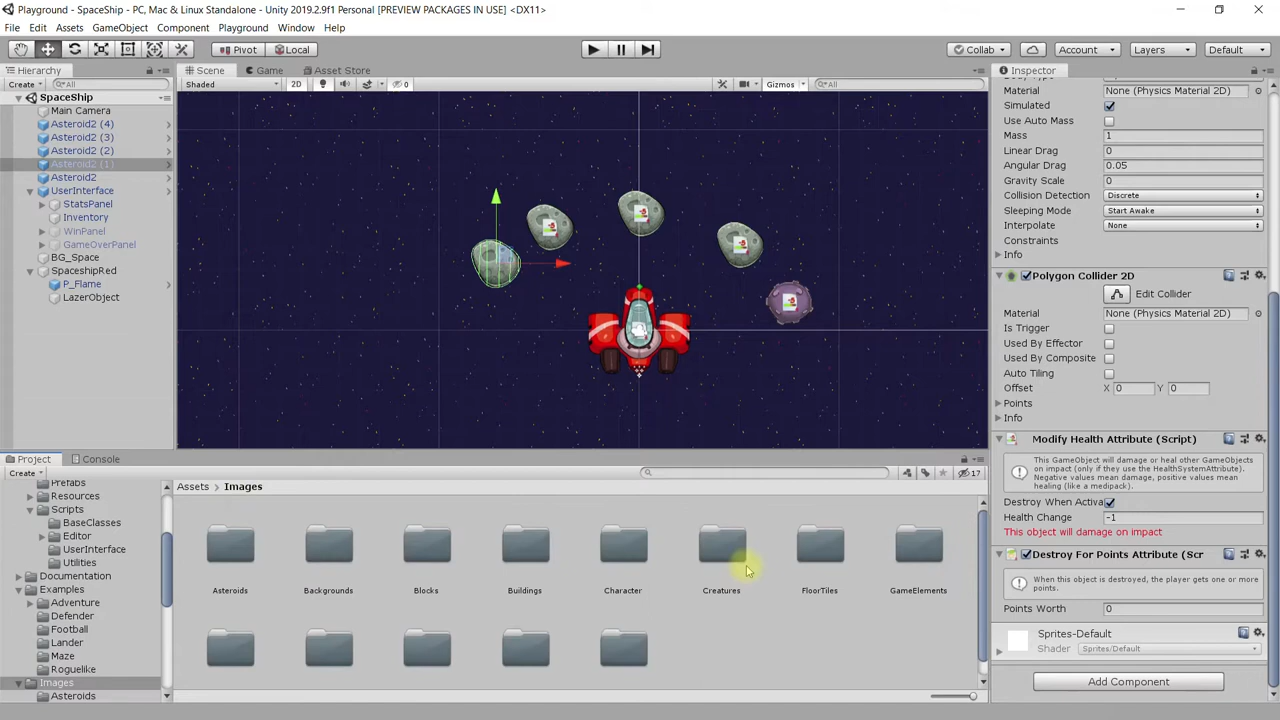 Playground - SpaceShip - PC, Mac & Linux Standalone - Unity 2019.2.9f1 Personal [PREVIEW PACKAGES IN USE] <DX11>
File Edit Assets GameObject Component Playground Window Help
Pivot Local Collab Account Layers Default
Hierarchy Scene Game Asset Store Inspector
Create All Shaded 2D 0 Gizmos All
SpaceShip
Main Camera
Asteroid2 (4)
Asteroid2 (3)
Asteroid2 (2)
Asteroid2 (1)
Asteroid2
UserInterface
StatsPanel
Inventory
WinPanel
GameOverPanel
BG_Space
SpaceshipRed
P_Flame
LazerObject
Material None (Physics Material 2D)
Simulated
Use Auto Mass
Mass 1
Linear Drag 0
Angular Drag 0.05
Gravity Scale 0
Collision Detection Discrete
Sleeping Mode Start Awake
Interpolate None
Constraints
Info
Polygon Collider 2D
Edit Collider
Material None (Physics Material 2D)
Is Trigger
Used By Effector
Used By Composite
Auto Tiling
Offset X 0 Y 0
Points
Info
Modify Health Attribute (Script)
This GameObject will damage or heal other GameObjects
on impact (only if they use the HealthSystemAttribute).
Negative values mean damage, positive values mean
healing (like a medipack).
Destroy When Activa
Health Change -1
This object will damage on impact
Destroy For Points Attribute (Scr
When this object is destroyed, the player gets one or more
points.
Points Worth 0
Sprites-Default
Shader Sprites/Default
Add Component
Project Console
Create 17
Prefabs
Resources
Scripts
BaseClasses
Editor
UserInterface
Utilities
Documentation
Examples
Adventure
Defender
Football
Lander
Maze
Roguelike
Images
Asteroids
Assets > Images
Asteroids Backgrounds Blocks Buildings Character Creatures FloorTiles GameElements